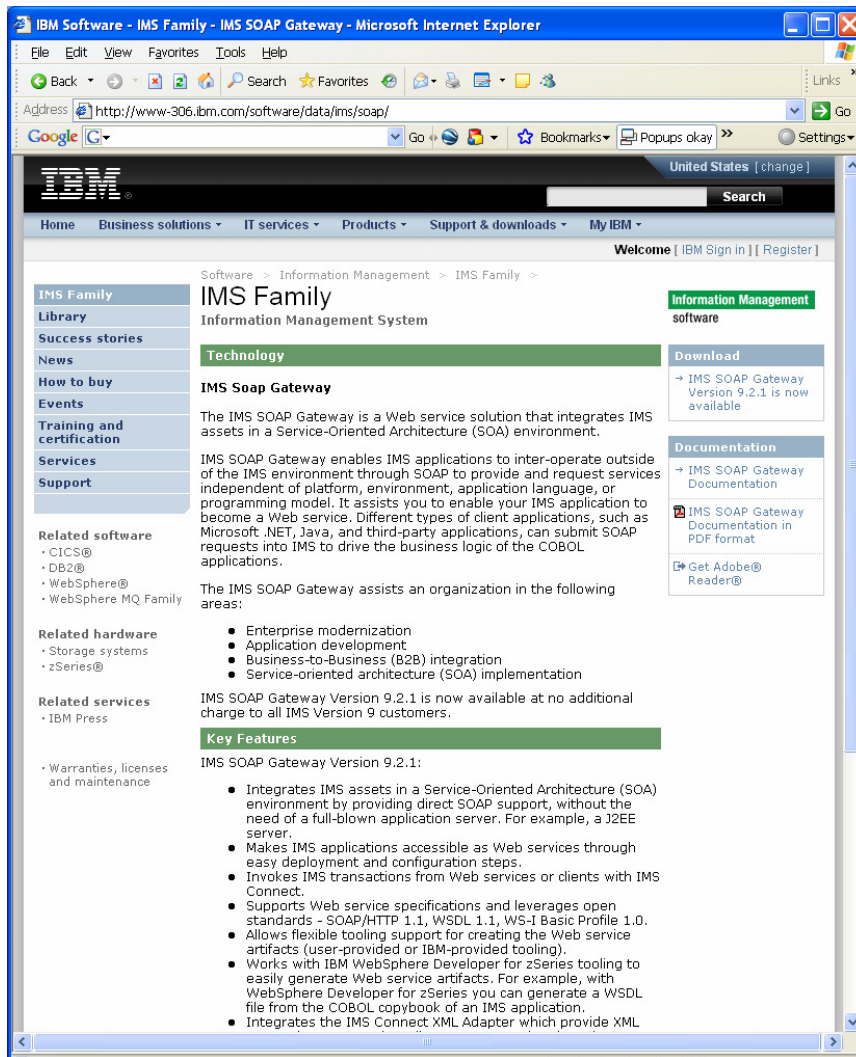 IBM Software - IMS Family - IMS SOAP Gateway - Microsoft Internet Explorer
File Edit View Favorites Tools Help
Back Search Favorites Links »
Address http://www-306.ibm.com/software/data/ims/soap/ Go
Google G Go Bookmarks Popups okay » Settings
United States [change]
IBM®
Search
Home Business solutions IT services Products Support & downloads My IBM
Welcome [ IBM Sign in ] [ Register ]
Software > Information Management > IMS Family >
IMS Family
Information Management System
IMS Family
Library
Success stories
News
How to buy
Events
Training and
certification
Services
Support
Related software
· CICS®
· DB2®
· WebSphere®
· WebSphere MQ Family
Related hardware
· Storage systems
· zSeries®
Related services
· IBM Press
· Warranties, licenses
and maintenance
Technology
IMS Soap Gateway
The IMS SOAP Gateway is a Web service solution that integrates IMS
assets in a Service-Oriented Architecture (SOA) environment.
IMS SOAP Gateway enables IMS applications to inter-operate outside
of the IMS environment through SOAP to provide and request services
independent of platform, environment, application language, or
programming model. It assists you to enable your IMS application to
become a Web service. Different types of client applications, such as
Microsoft .NET, Java, and third-party applications, can submit SOAP
requests into IMS to drive the business logic of the COBOL
applications.
The IMS SOAP Gateway assists an organization in the following
areas:
● Enterprise modernization
● Application development
● Business-to-Business (B2B) integration
● Service-oriented architecture (SOA) implementation
IMS SOAP Gateway Version 9.2.1 is now available at no additional
charge to all IMS Version 9 customers.
Key Features
IMS SOAP Gateway Version 9.2.1:
● Integrates IMS assets in a Service-Oriented Architecture (SOA)
environment by providing direct SOAP support, without the
need of a full-blown application server. For example, a J2EE
server.
● Makes IMS applications accessible as Web services through
easy deployment and configuration steps.
● Invokes IMS transactions from Web services or clients with IMS
Connect.
● Supports Web service specifications and leverages open
standards - SOAP/HTTP 1.1, WSDL 1.1, WS-I Basic Profile 1.0.
● Allows flexible tooling support for creating the Web service
artifacts (user-provided or IBM-provided tooling).
● Works with IBM WebSphere Developer for zSeries tooling to
easily generate Web service artifacts. For example, with
WebSphere Developer for zSeries you can generate a WSDL
file from the COBOL copybook of an IMS application.
● Integrates the IMS Connect XML Adapter which provide XML
Information Management
software
Download
→ IMS SOAP Gateway
Version 9.2.1 is now
available
Documentation
→ IMS SOAP Gateway
Documentation
IMS SOAP Gateway
Documentation in
PDF format
Get Adobe®
Reader®